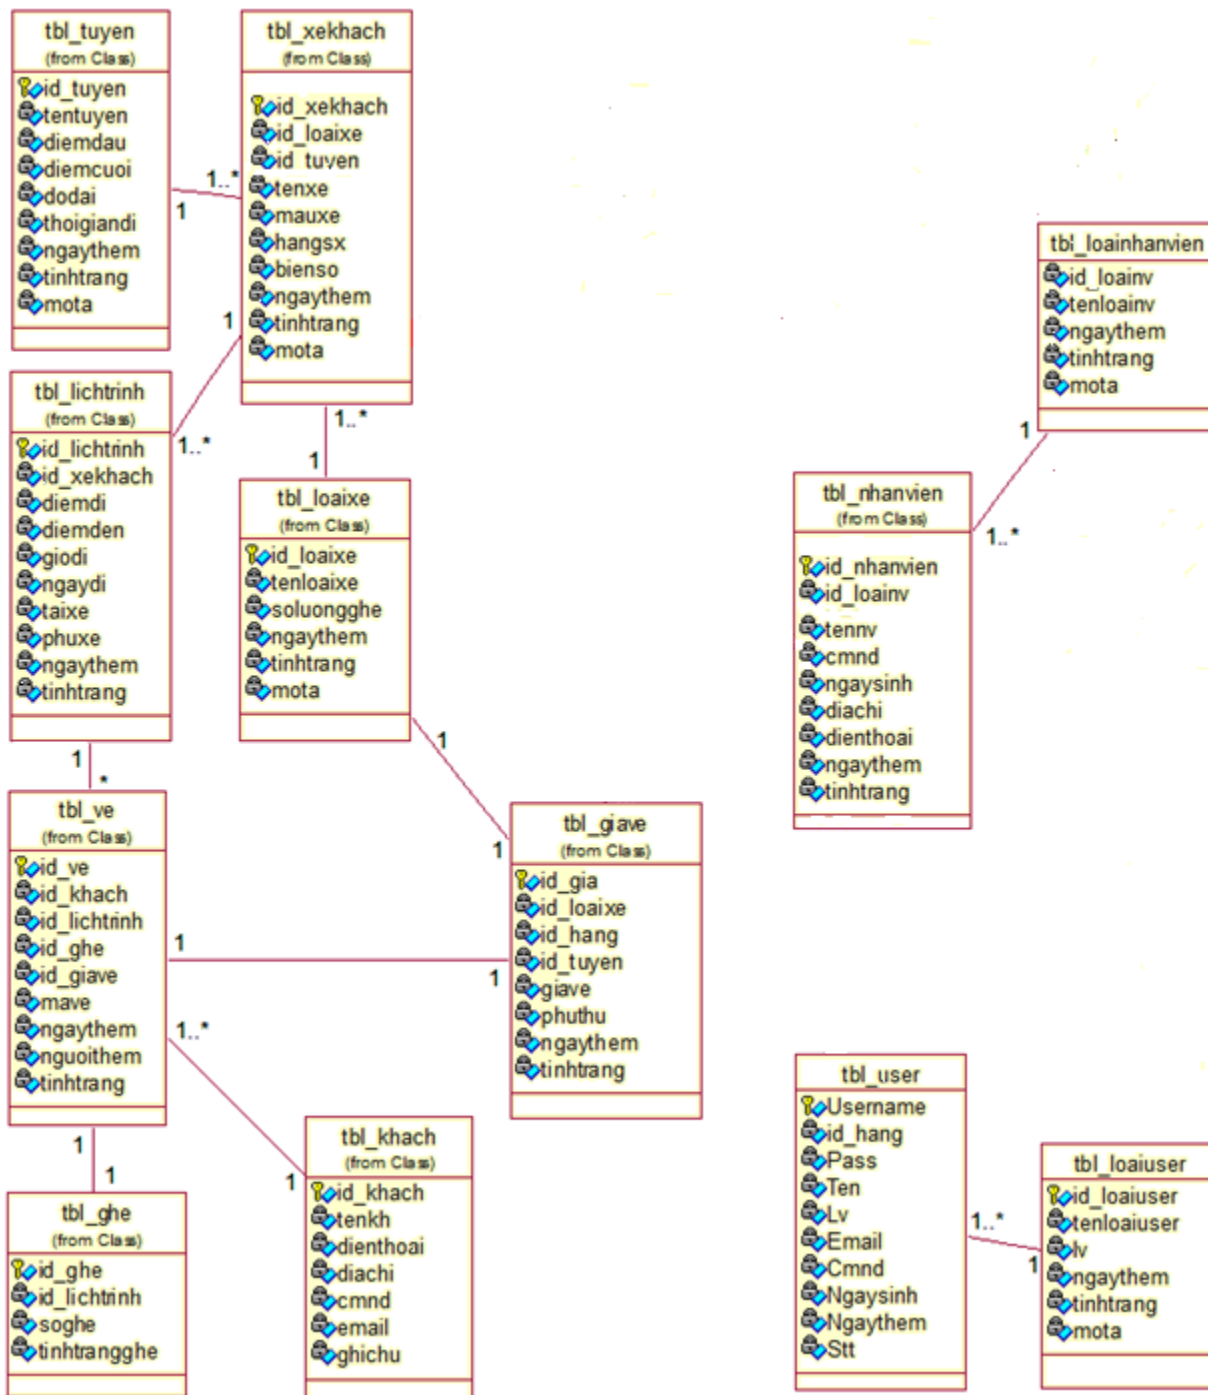 tbl_tuyen
(from Class)
id_tuyen
tentuyen
diemdau
diemcuoi
dodai
thoigiandi
ngaythem
tinhtrang
mota
1
1..*
tbl_xekhach
(from Class)
id_xekhach
id_loaixe
id_tuyen
tenxe
mauxe
hangsx
bienso
ngaythem
tinhtrang
mota
1
1..*
1..*
1
tbl_lichtrinh
(from Class)
id_lichtrinh
id_xekhach
diemdi
diemden
giodi
ngaydi
taixe
phuxe
ngaythem
tinhtrang
1
*
tbl_loaixe
(from Class)
id_loaixe
tenloaixe
soluongghe
ngaythem
tinhtrang
mota
1
1
tbl_ve
(from Class)
id_ve
id_khach
id_lichtrinh
id_ghe
id_giave
mave
ngaythem
nguoithem
tinhtrang
1
1
1..*
1
1
1
tbl_giave
(from Class)
id_gia
id_loaixe
id_hang
id_tuyen
giave
phuthu
ngaythem
tinhtrang
tbl_ghe
(from Class)
id_ghe
id_lichtrinh
soghe
tinhtrangghe
tbl_khach
(from Class)
id_khach
tenkh
dienthoai
diachi
cmnd
email
ghichu
tbl_loainhanvien
id_loainv
tenloainv
ngaythem
tinhtrang
mota
1
1..*
tbl_nhanvien
(from Class)
id_nhanvien
id_loainv
tennv
cmnd
ngaysinh
diachi
dienthoai
ngaythem
tinhtrang
tbl_user
Username
id_hang
Pass
Ten
Lv
Email
Cmnd
Ngaysinh
Ngaythem
Stt
1..*
1
tbl_loaiuser
id_loaiuser
tenloaiuser
lv
ngaythem
tinhtrang
mota